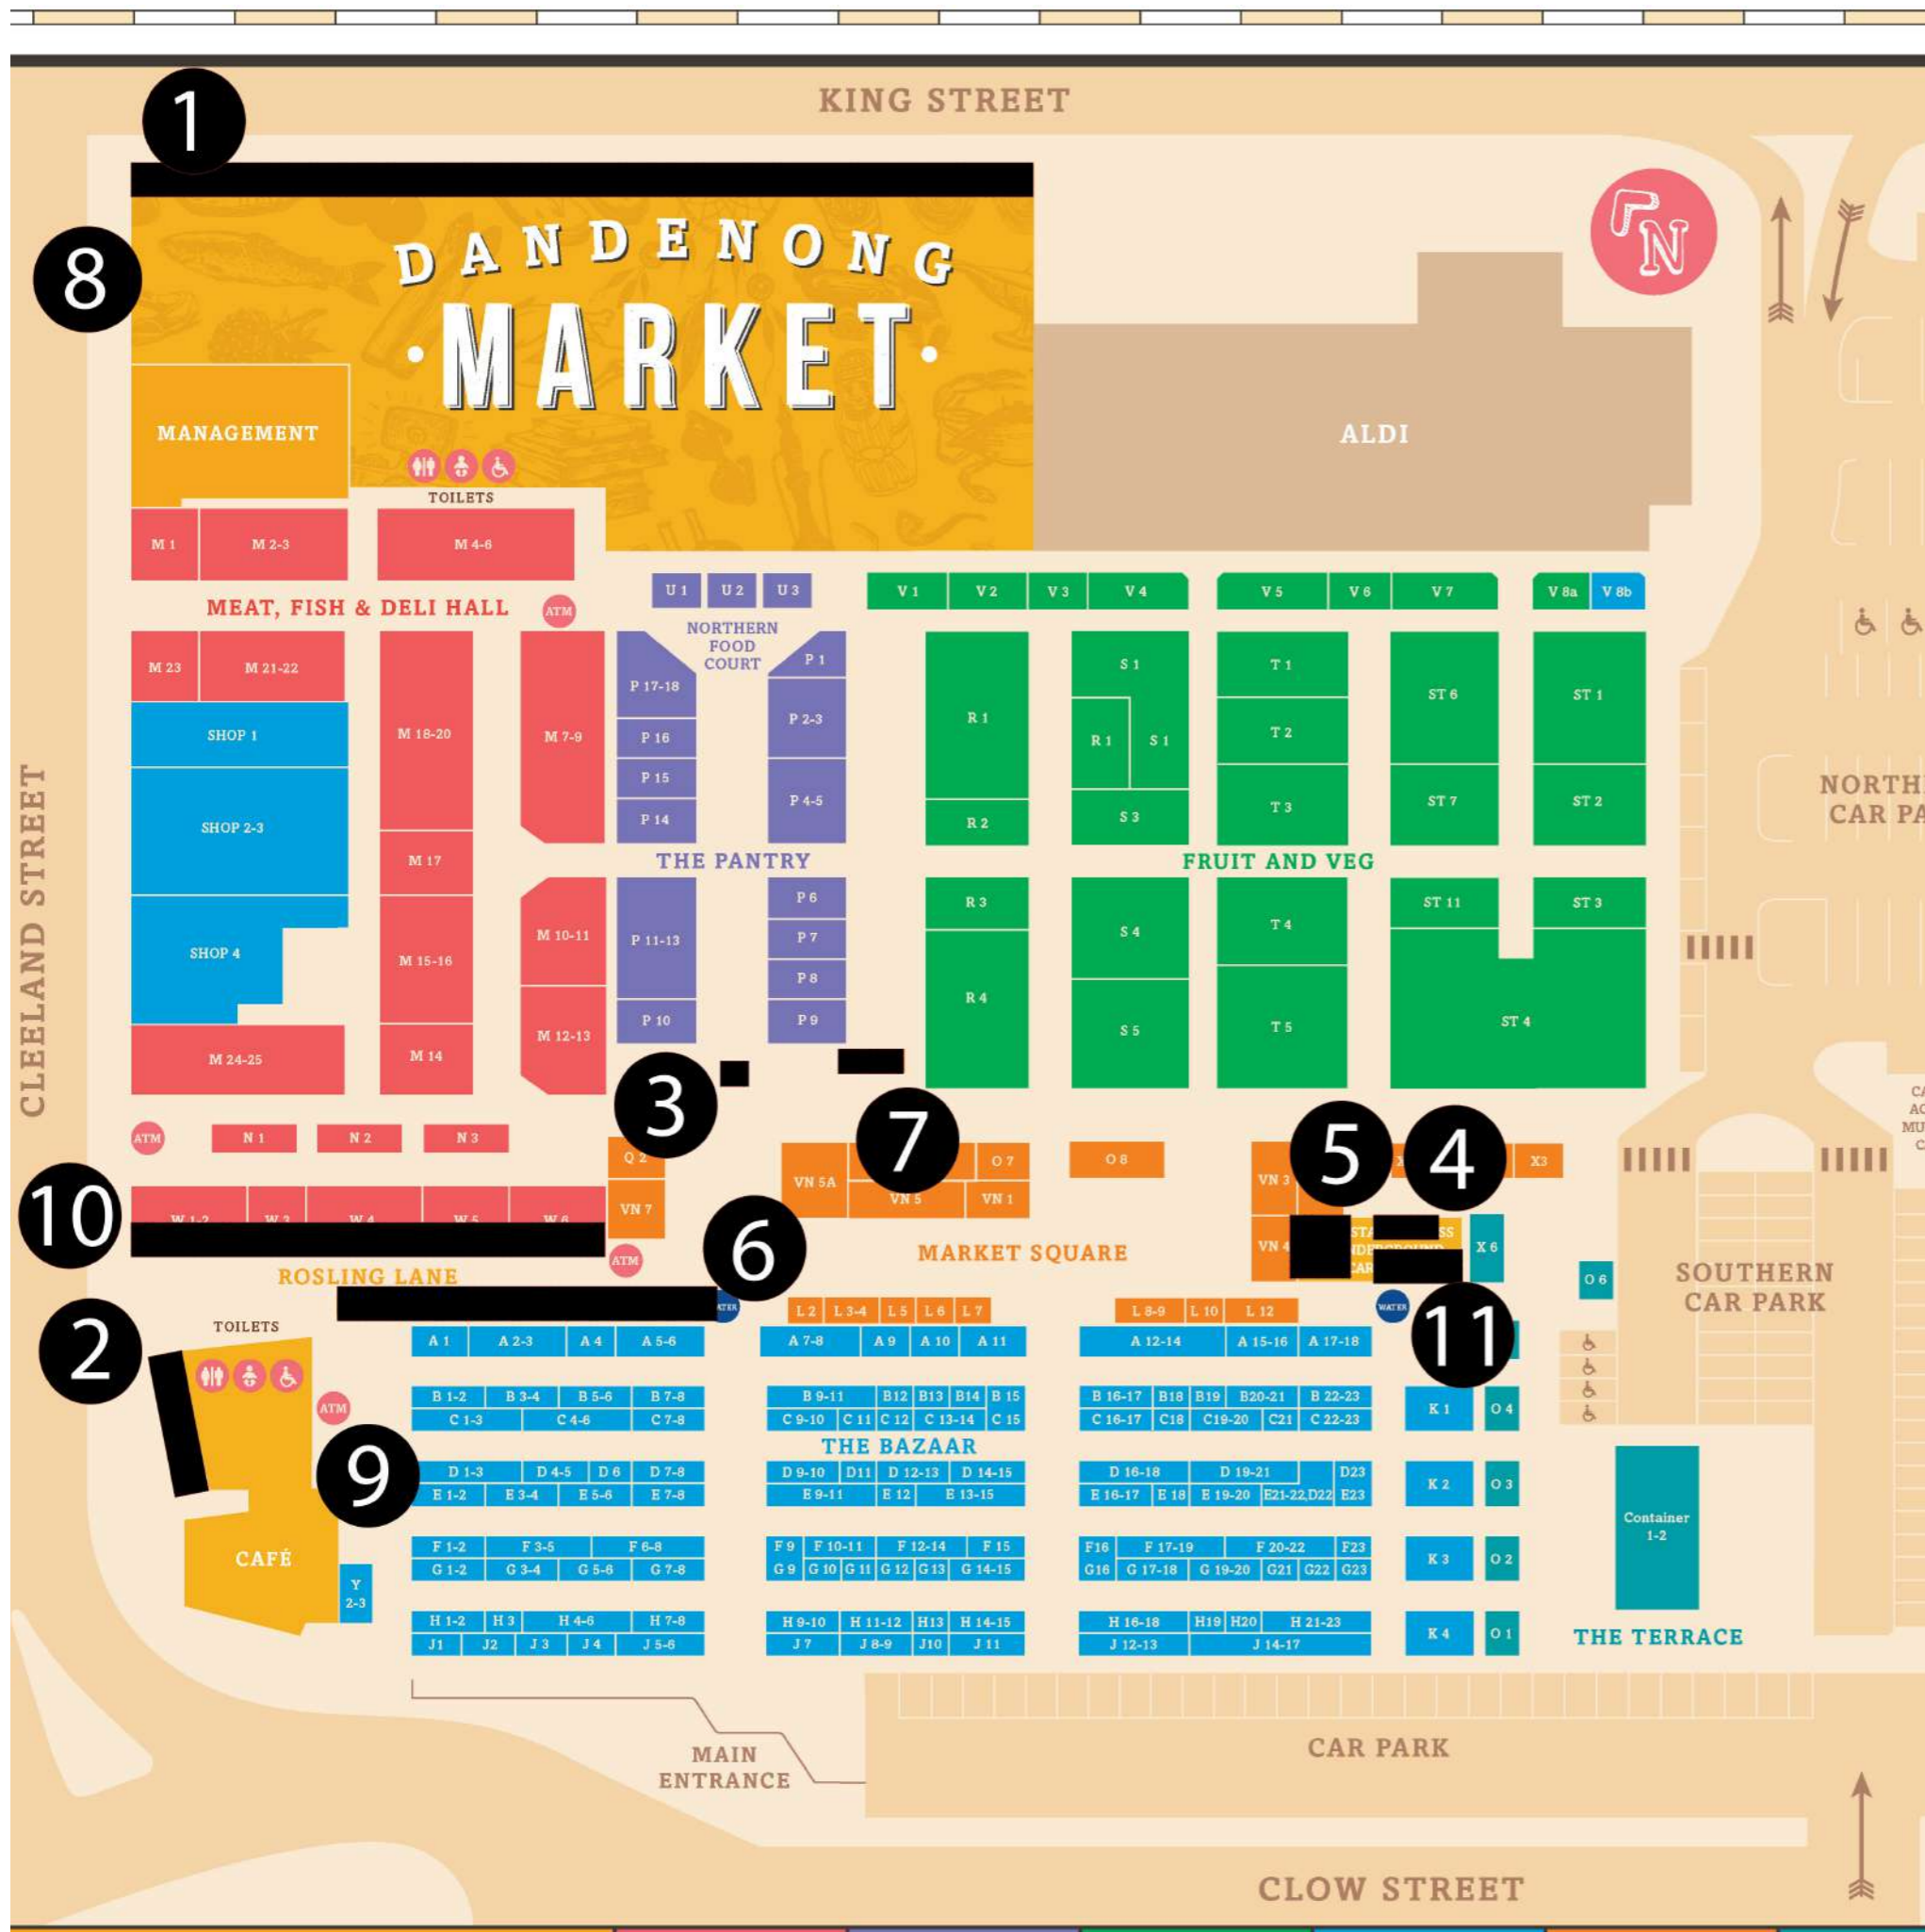 KING STREET
1
8
DANDENONG
MARKET
FN
MANAGEMENT
ALDI
TOILETS
M 1
M 2-3
M 4-6
MEAT, FISH & DELI HALL
ATM
U 1
U 2
U 3
V 1
V 2
V 3
V 4
V 5
V 6
V 7
V 8a
V 8b
NORTHERN
FOOD
COURT
M 23
M 21-22
M 18-20
M 7-9
P 17-18
P 1
P 2-3
P 16
P 15
P 14
P 4-5
SHOP 1
SHOP 2-3
SHOP 4
CLEELAND STREET
R 1
R 2
S 1
R 1
S 1
S 3
T 1
T 2
T 3
ST 6
ST 7
ST 1
ST 2
M 17
THE PANTRY
FRUIT AND VEG
M 10-11
M 15-16
M 12-13
M 14
M 24-25
P 11-13
P 10
P 6
P 7
P 8
P 9
R 3
R 4
S 4
S 5
T 4
T 5
ST 11
ST 3
ST 4
3
7
5
4
ATM
N 1
N 2
N 3
Q 2
VN 7
VN 5A
O 7
VN 5
VN 1
O 8
VN 3
X3
VN 4
X 6
10
W 1-2
W 3
W 4
W 5
W 6
6
ATM
MARKET SQUARE
ROSLING LANE
O 6
SOUTHERN
CAR PARK
L 2
L 3-4
L 5
L 6
L 7
L 8-9
L 10
L 12
WATER
11
2
TOILETS
A 1
A 2-3
A 4
A 5-6
A 7-8
A 9
A 10
A 11
A 12-14
A 15-16
A 17-18
ATM
B 1-2
B 3-4
B 5-6
B 7-8
B 9-11
B12
B13
B14
B 15
B 16-17
B18
B19
B20-21
B 22-23
C 1-3
C 4-6
C 7-8
C 9-10
C 11
C 12
C 13-14
C 15
C 16-17
C18
C19-20
C21
C 22-23
K 1
O 4
THE BAZAAR
9
D 1-3
D 4-5
D 6
D 7-8
D 9-10
D11
D 12-13
D 14-15
D 16-18
D 19-21
D23
E 1-2
E 3-4
E 5-6
E 7-8
E 9-11
E 12
E 13-15
E 16-17
E 18
E 19-20
E21-22,D22
E23
K 2
O 3
Container
1-2
CAFÉ
Y
2-3
F 1-2
F 3-5
F 6-8
F 9
F 10-11
F 12-14
F 15
F16
F 17-19
F 20-22
F23
G 1-2
G 3-4
G 5-6
G 7-8
G 9
G 10
G 11
G 12
G 13
G 14-15
G16
G 17-18
G 19-20
G21
G22
G23
K 3
O 2
H 1-2
H 3
H 4-6
H 7-8
H 9-10
H 11-12
H13
H 14-15
H 16-18
H19
H20
H 21-23
J1
J2
J 3
J 4
J 5-6
J 7
J 8-9
J10
J 11
J 12-13
J 14-17
K 4
O 1
THE TERRACE
MAIN
ENTRANCE
CAR PARK
CLOW STREET